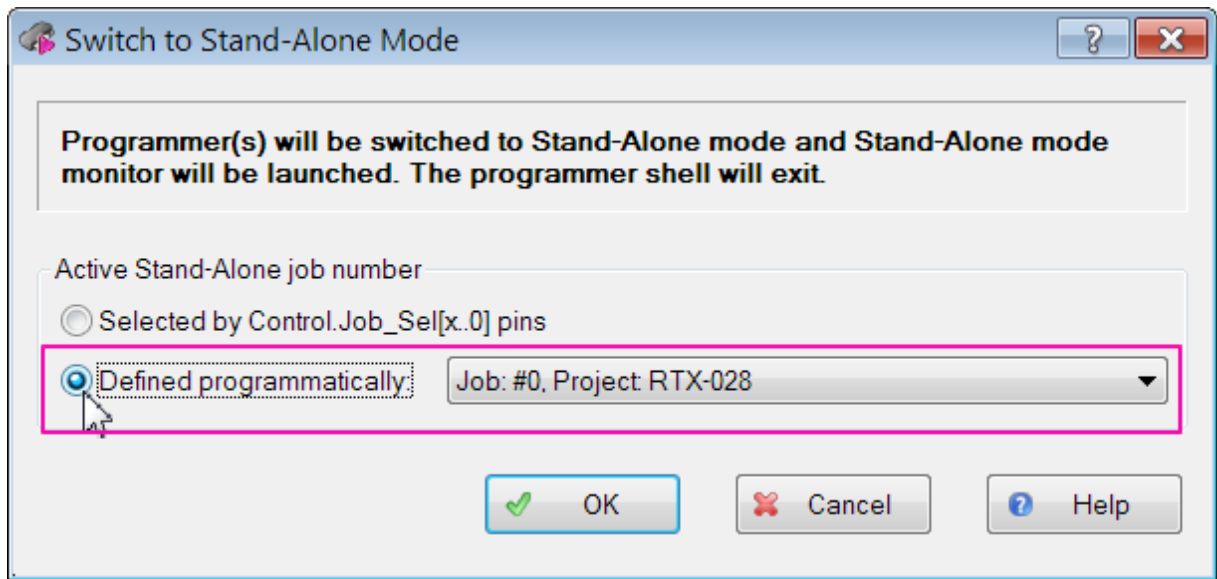 Switch to Stand-Alone Mode
Programmer(s) will be switched to Stand-Alone mode and Stand-Alone mode
monitor will be launched. The programmer shell will exit.
Active Stand-Alone job number
Selected by Control.Job_Sel[x..0] pins
Defined programmatically: Job: #0, Project: RTX-028
OK Cancel Help